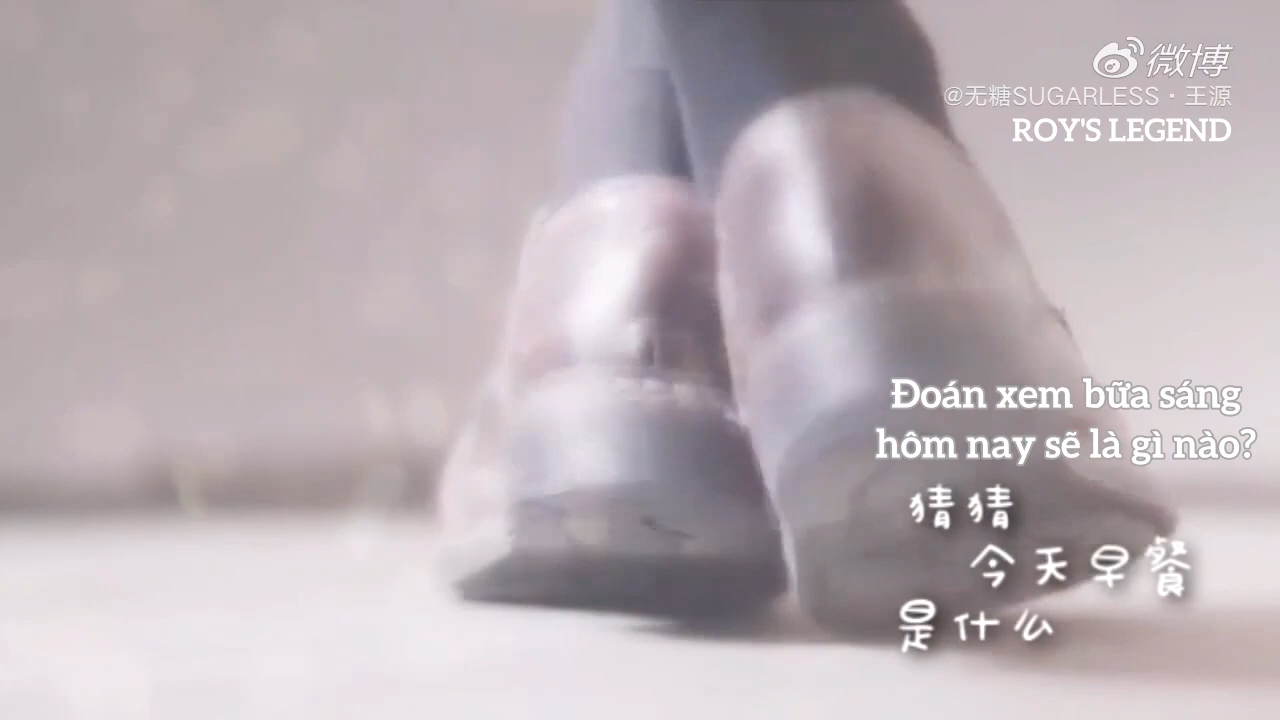 微博
@无糖SUGARLESS·王源
ROY'S LEGEND
Đoán xem bữa sáng
hôm nay sẽ là gì nào?
猜猜
今天早餐
是什么